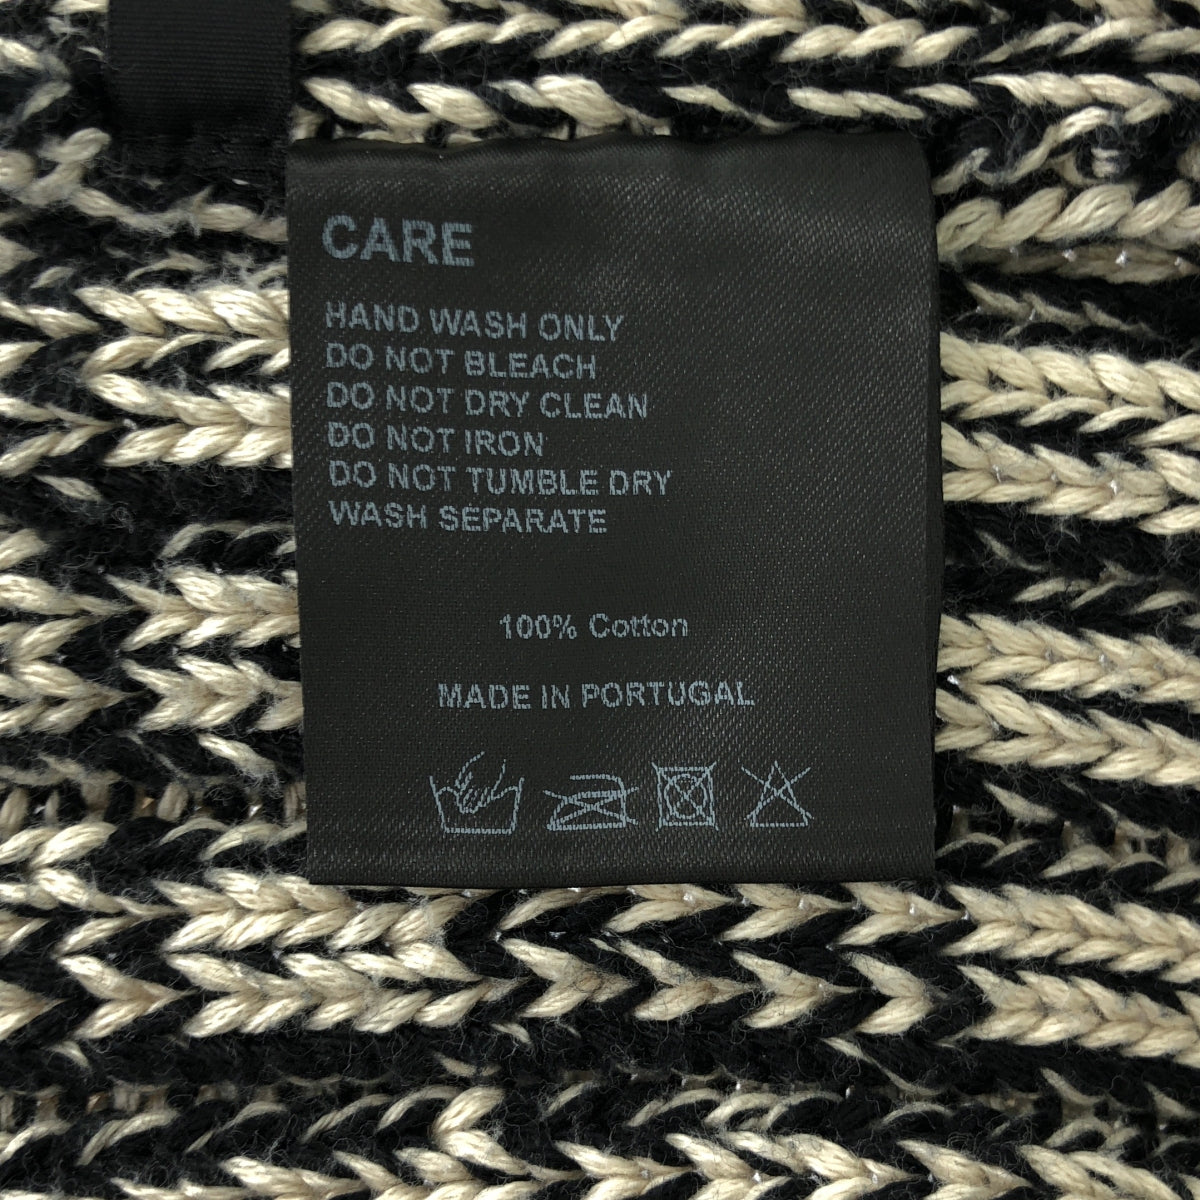 CARE
HAND WASH ONLY
DO NOT BLEACH
DO NOT DRY CLEAN
DO NOT IRON
DO NOT TUMBLE DRY
WASH SEPARATE
100% Cotton
MADE IN PORTUGAL